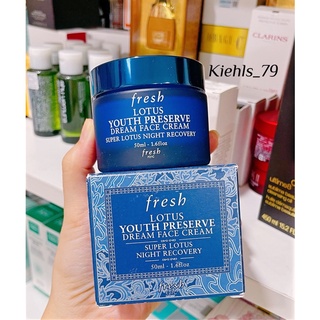 Kiehls_79
CLARINS
fresh
LOTUS
YOUTH PRESERVE
DREAM FACE CREAM
SUPER LOTUS NIGHT RECOVERY
50ml - 1.6floz
fresh
fresh
LOTUS
YOUTH PRESERVE
DREAM FACE CREAM
SUPER LOTUS
NIGHT RECOVERY
50ml - 1.6floz